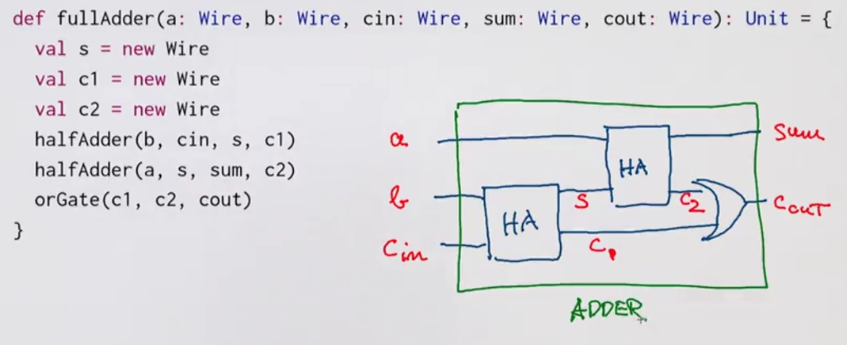 def fullAdder(a: Wire, b: Wire, cin: Wire, sum: Wire, cout: Wire): Unit = {
val s = new Wire
val c1 = new Wire
val c2 = new Wire
halfAdder(b, cin, s, c1)
halfAdder(a, s, sum, c2)
orGate(c1, c2, cout)
}
a
sum
HA
b
s
c2
cout
HA
cin
c1
ADDER